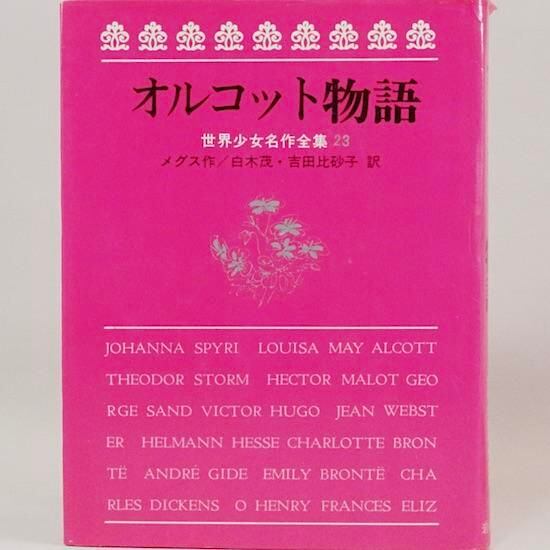 オルコット物語
世界少女名作全集 23
メグス作/白木茂・吉田比砂子 訳
JOHANNA SPYRI LOUISA MAY ALCOTT
THEODOR STORM HECTOR MALOT GEO
RGE SAND VICTOR HUGO JEAN WEBST
ER HELMANN HESSE CHARLOTTE BRON
TË ANDRÉ GIDE EMILY BRONTË CHA
RLES DICKENS O HENRY FRANCES ELIZ